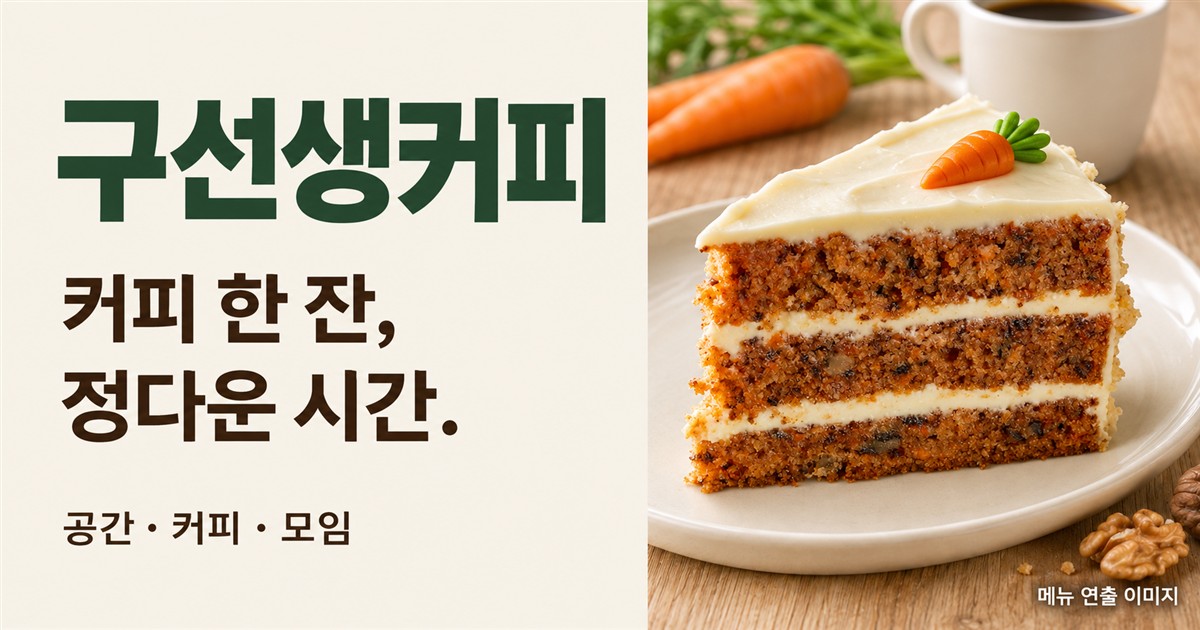 구선생커피
커피 한 잔,
정다운 시간.
공간 · 커피 · 모임
메뉴 연출 이미지